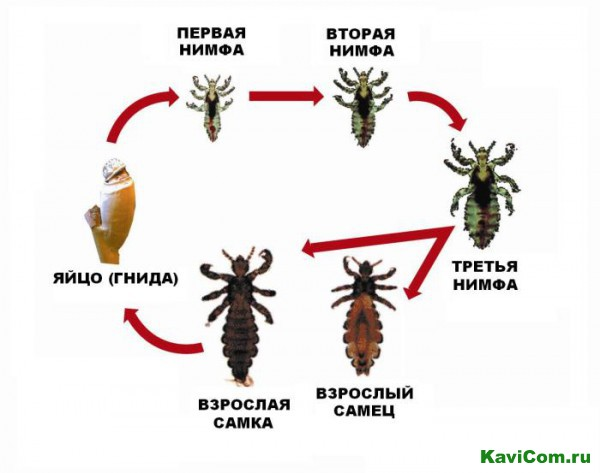 ПЕРВАЯ
НИМФА
ВТОРАЯ
НИМФА
ТРЕТЬЯ
НИМФА
ЯЙЦО (ГНИДА)
ВЗРОСЛЫЙ
САМЕЦ
ВЗРОСЛАЯ
САМКА
KaviCom.ru